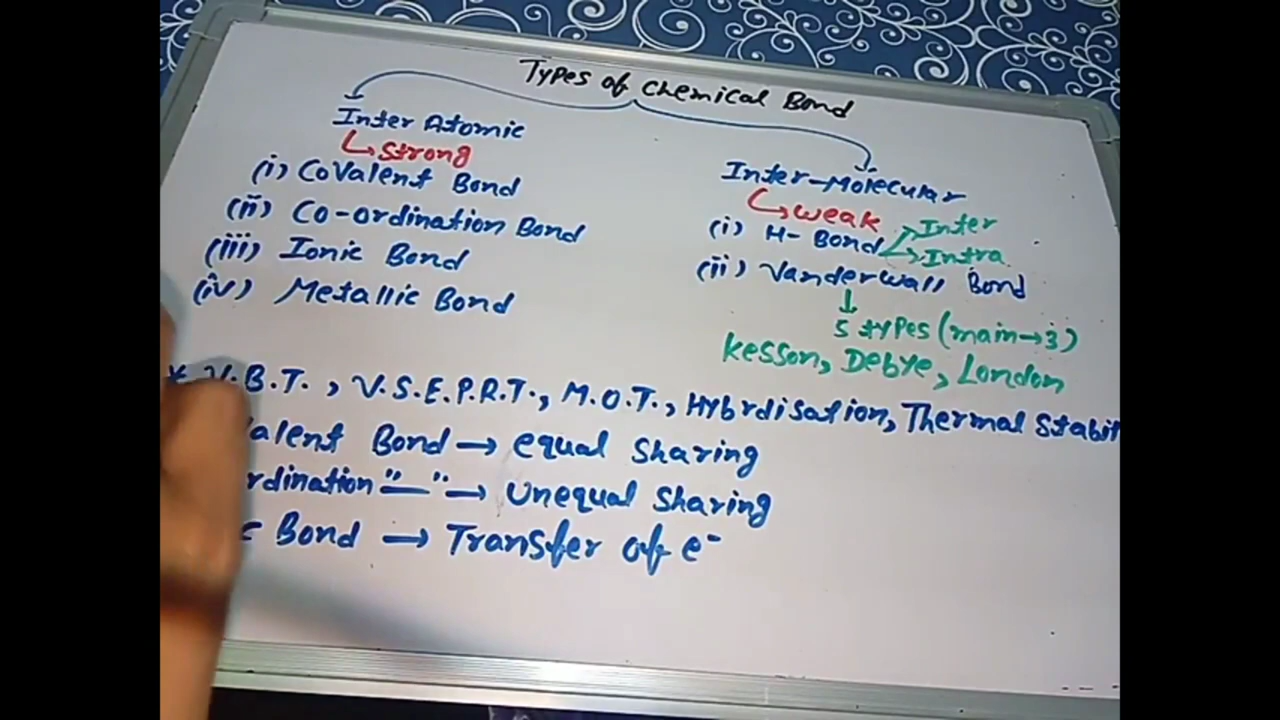 Types of Chemical Bond
Inter Atomic
↳ Strong
(i) Covalent Bond
(ii) Co-ordination Bond
(iii) Ionic Bond
(iv) Metallic Bond
Inter-Molecular
↳ weak
(i) H-Bond
Inter
Intra
(ii) Vanderwall Bond
↓
5 types (main→3)
Kesson, Debye, London
* V.B.T., V.S.E.P.R.T., M.O.T., Hybrdisation, Thermal Stabit
alent Bond → equal sharing
rdination "—" → Unequal sharing
c Bond → Transfer of e⁻